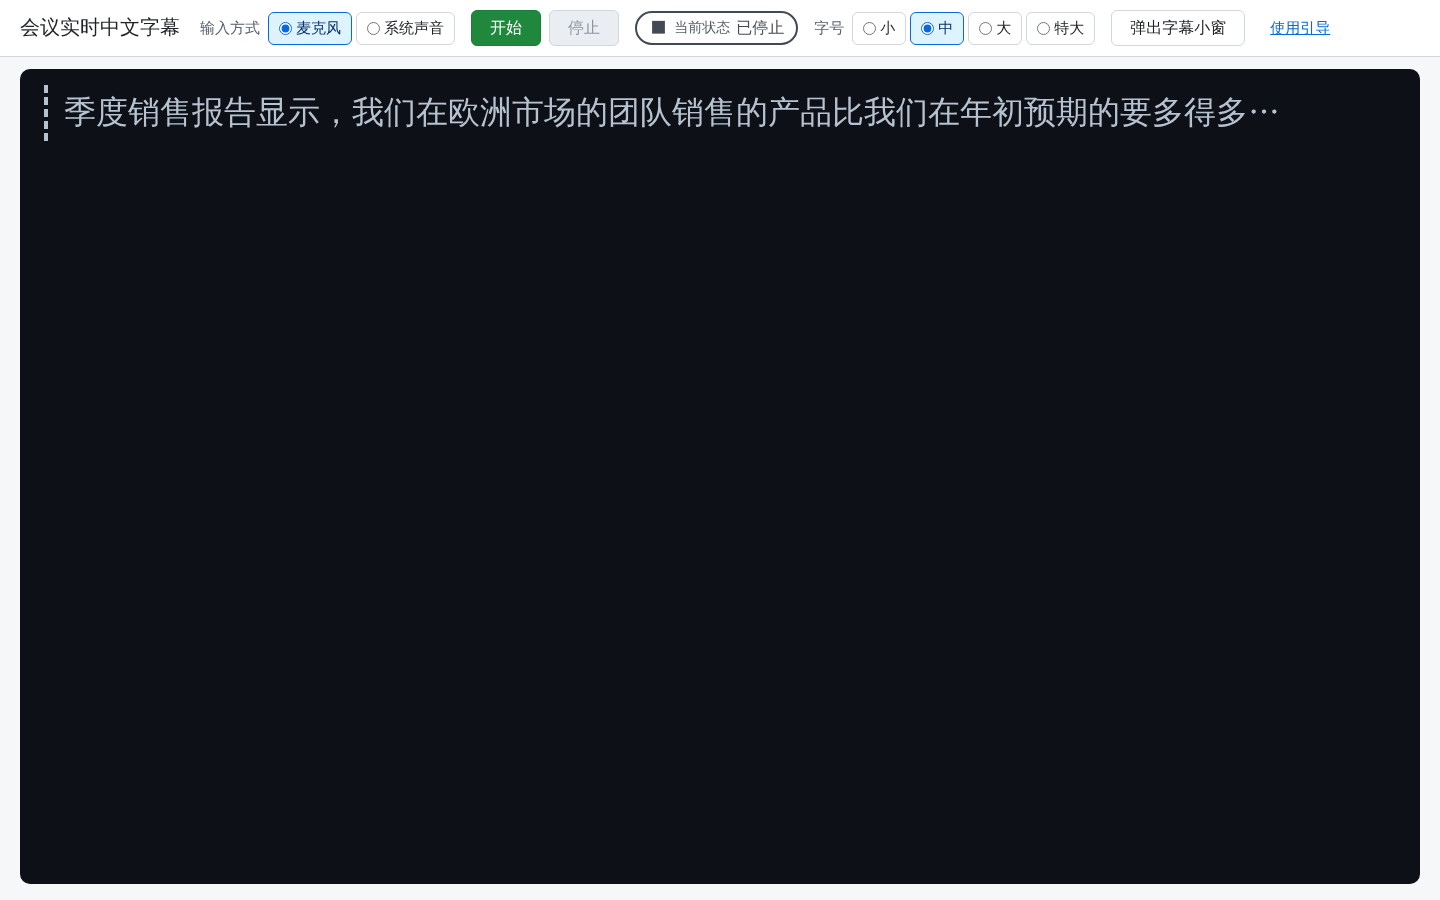 会议实时中文字幕 输入方式 麦克风 系统声音 开始 停止 当前状态 已停止 字号 小 中 大 特大 弹出字幕小窗 使用引导
季度销售报告显示，我们在欧洲市场的团队销售的产品比我们在年初预期的要多得多…